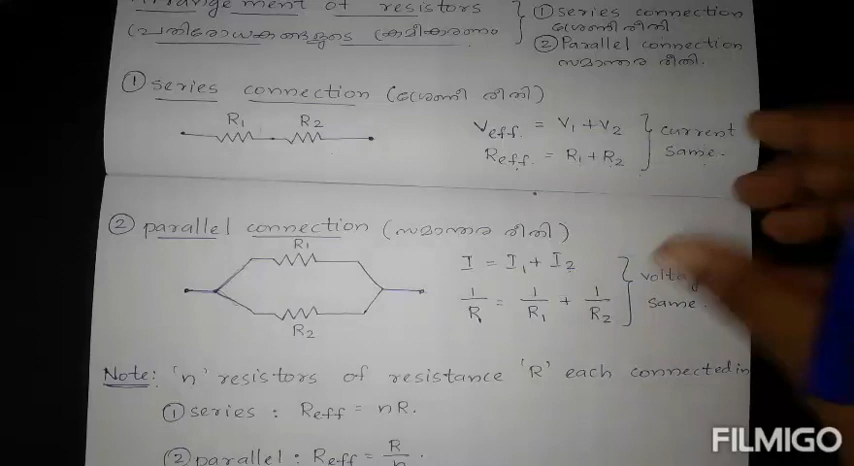 Arrangement of resistors } ① series connection
(പ്രതിരോധകങ്ങളുടെ ക്രമീകരണം ശ്രേണീ രീതി
② Parallel connection
സമാന്തര രീതി.
① series connection (ശ്രേണീ രീതി)
R₁ R₂
Veff. = V₁ + V₂ } current
Reff. = R₁ + R₂ same.
② parallel connection (സമാന്തര രീതി)
R₁
R₂
I = I₁ + I₂ } voltage
1/R = 1/R₁ + 1/R₂ same.
Note: 'n' resistors of resistance 'R' each connected in
① series : Reff = nR.
② parallel : Reff = R/n .
FILMIGO